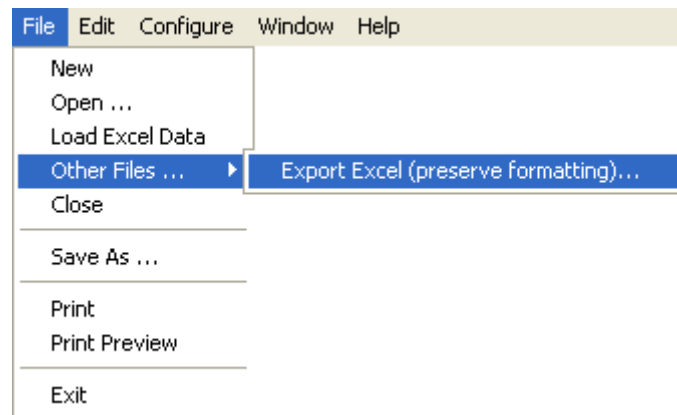 File Edit Configure Window Help
New
Open ...
Load Excel Data
Other Files ... Export Excel (preserve formatting)...
Close
Save As ...
Print
Print Preview
Exit